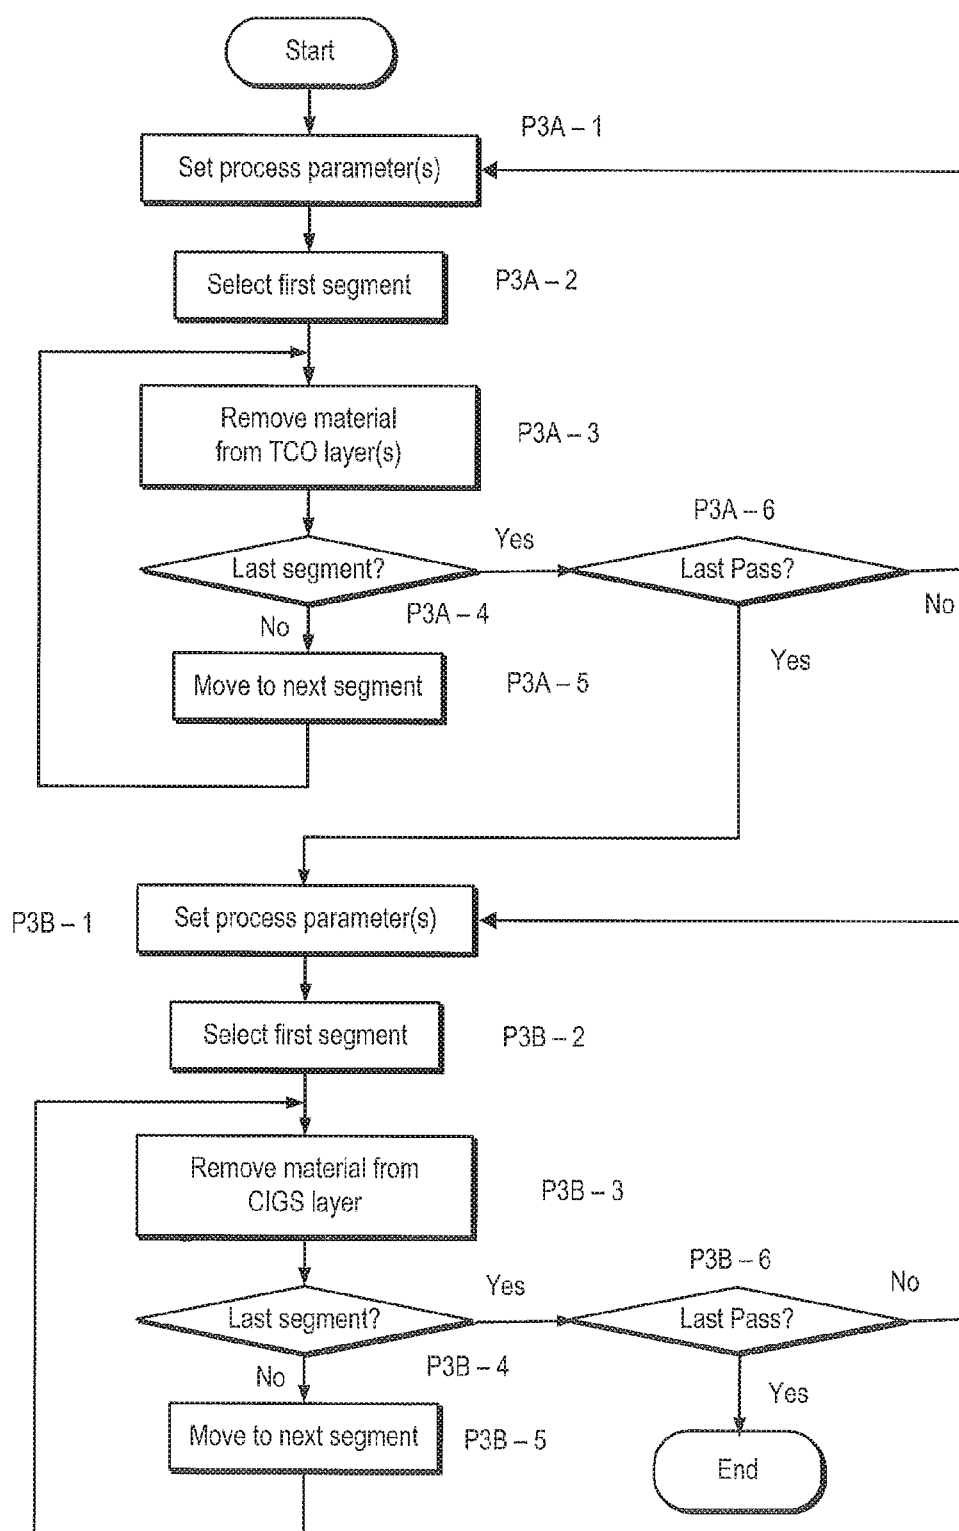 Start
P3A – 1
Set process parameter(s)
Select first segment
P3A – 2
Remove material
from TCO layer(s)
P3A – 3
P3A – 6
Yes
Last segment?
Last Pass?
P3A – 4
No
No
Yes
Move to next segment
P3A – 5
P3B – 1
Set process parameter(s)
Select first segment
P3B – 2
Remove material from
CIGS layer
P3B – 3
P3B – 6
Yes
No
Last segment?
Last Pass?
P3B – 4
No
Yes
Move to next segment
P3B – 5
End